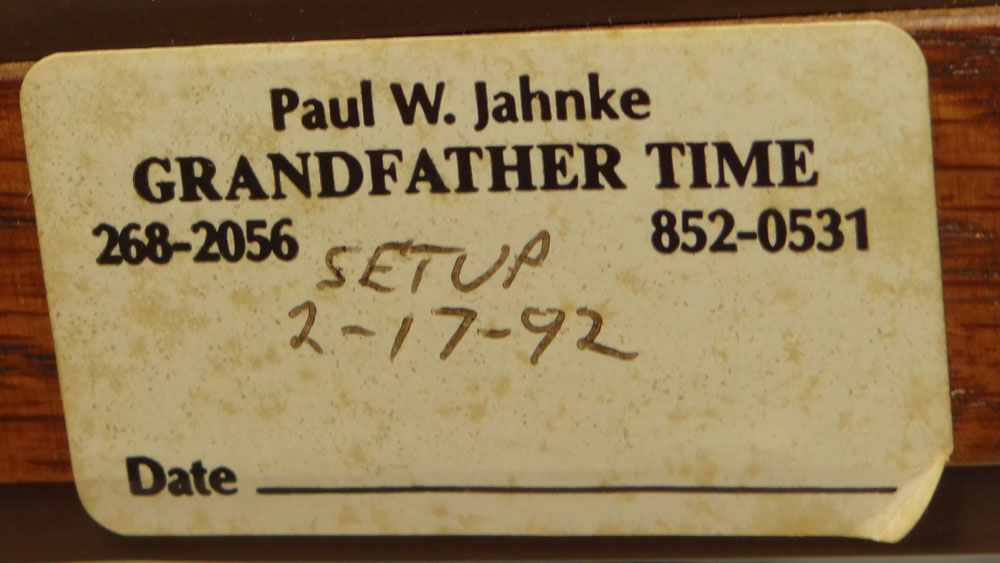 Paul W. Jahnke
GRANDFATHER TIME
268-2056 852-0531
SETUP
2-17-92
Date